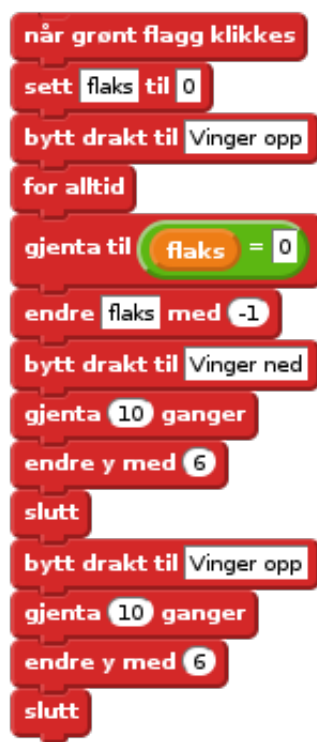 når grønt flagg klikkes
sett flaks til 0
bytt drakt til Vinger opp
for alltid
gjenta til flaks = 0
endre flaks med -1
bytt drakt til Vinger ned
gjenta 10 ganger
endre y med 6
slutt
bytt drakt til Vinger opp
gjenta 10 ganger
endre y med 6
slutt